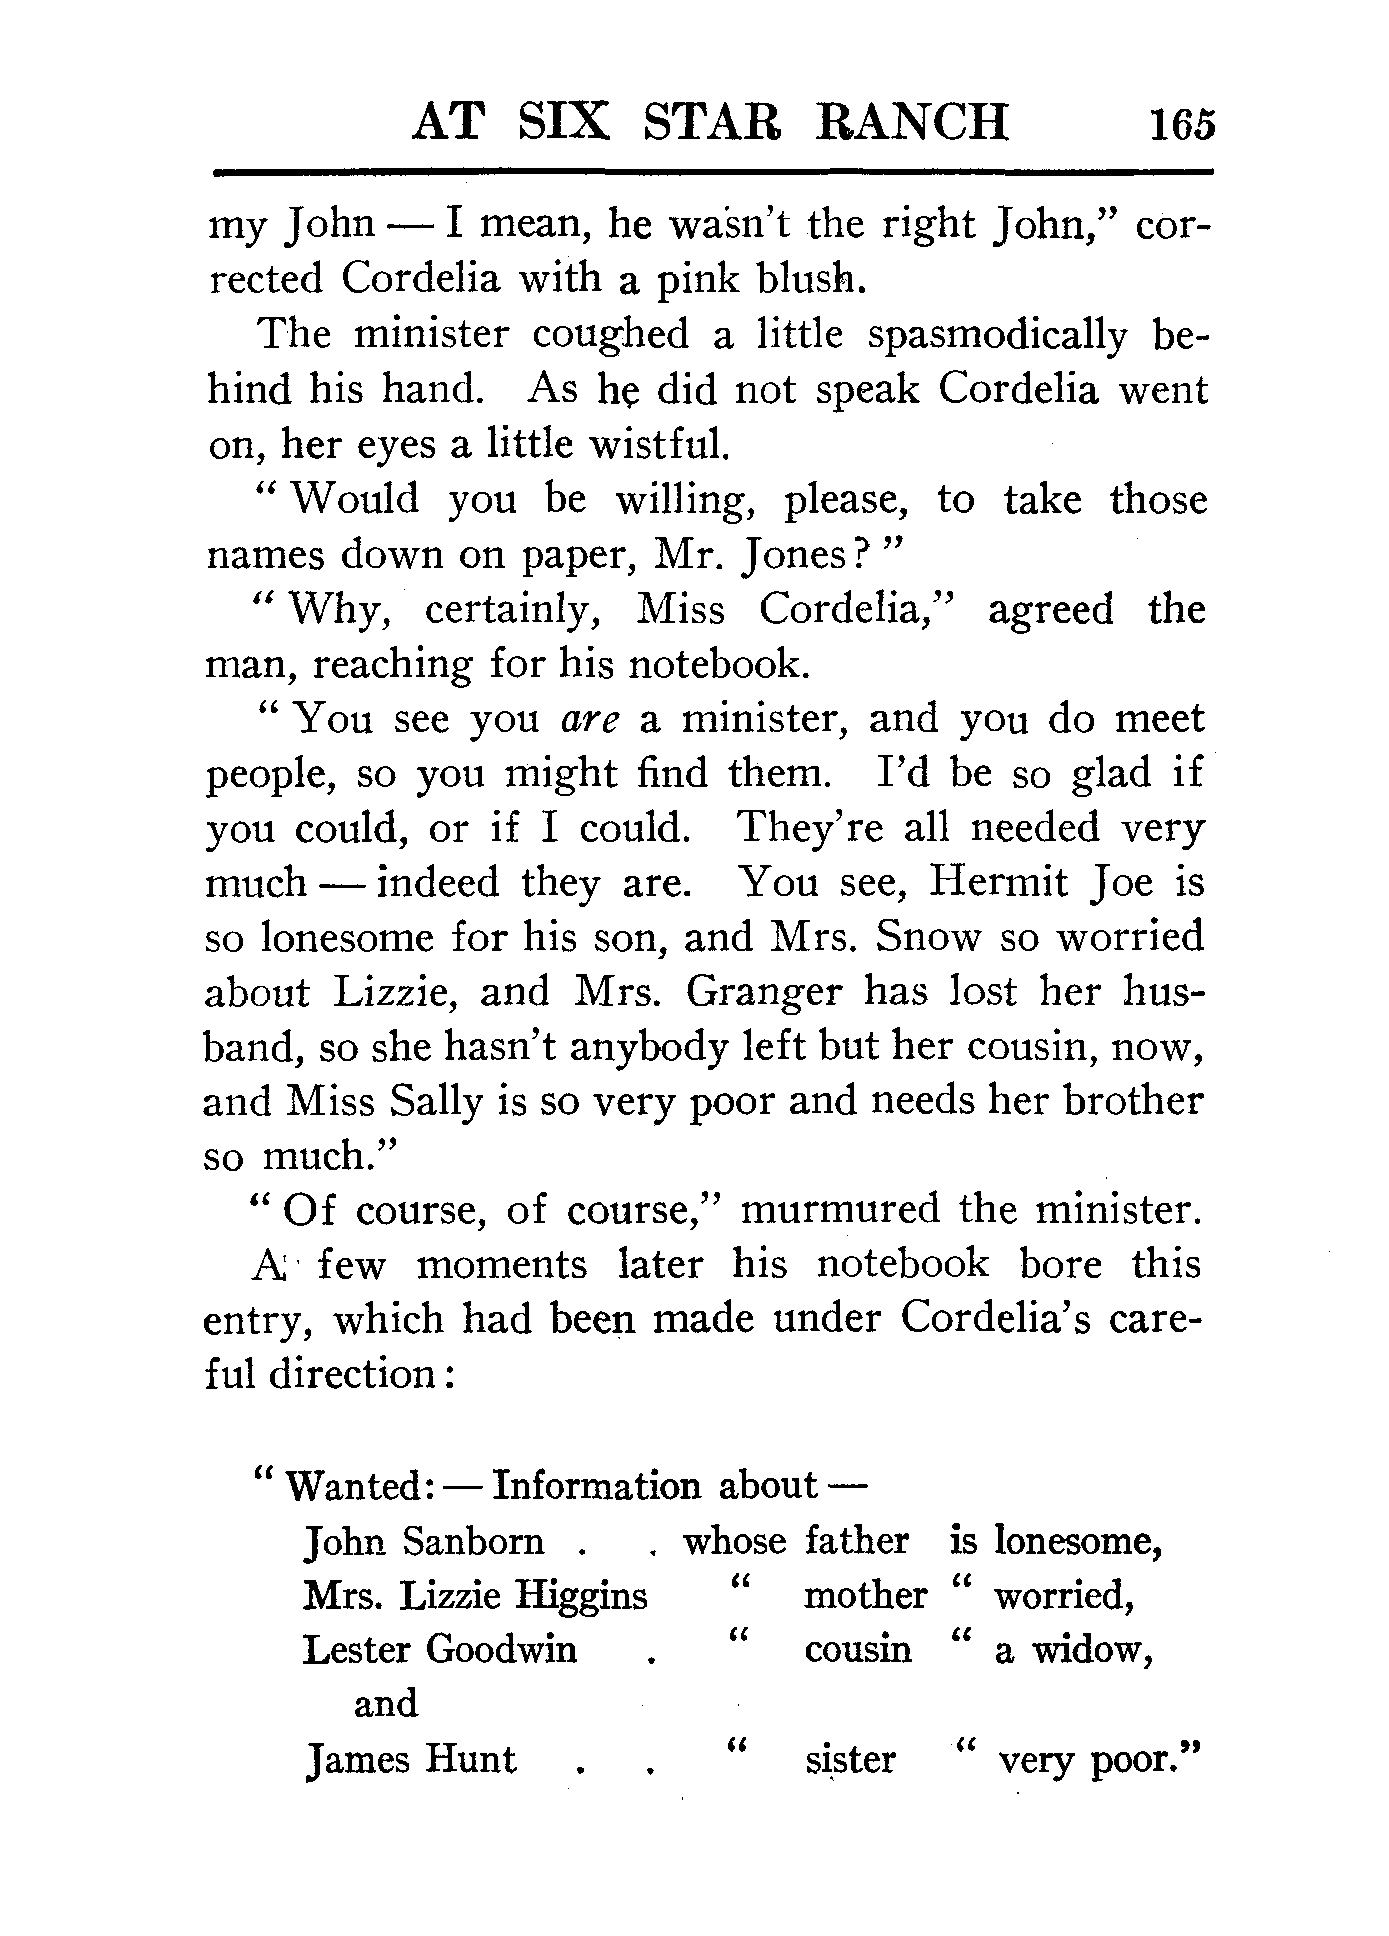 AT SIX STAR RANCH 165
my John — I mean, he wasn't the right John," cor-
rected Cordelia with a pink blush.
The minister coughed a little spasmodically be-
hind his hand. As he did not speak Cordelia went
on, her eyes a little wistful.
" Would you be willing, please, to take those
names down on paper, Mr. Jones? "
" Why, certainly, Miss Cordelia," agreed the
man, reaching for his notebook.
" You see you are a minister, and you do meet
people, so you might find them. I'd be so glad if
you could, or if I could. They're all needed very
much — indeed they are. You see, Hermit Joe is
so lonesome for his son, and Mrs. Snow so worried
about Lizzie, and Mrs. Granger has lost her hus-
band, so she hasn't anybody left but her cousin, now,
and Miss Sally is so very poor and needs her brother
so much."
" Of course, of course," murmured the minister.
A few moments later his notebook bore this
entry, which had been made under Cordelia's care-
ful direction:
" Wanted: — Information about —
John Sanborn . . whose father is lonesome,
Mrs. Lizzie Higgins " mother " worried,
Lester Goodwin . " cousin " a widow,
and
James Hunt . . " sister " very poor."